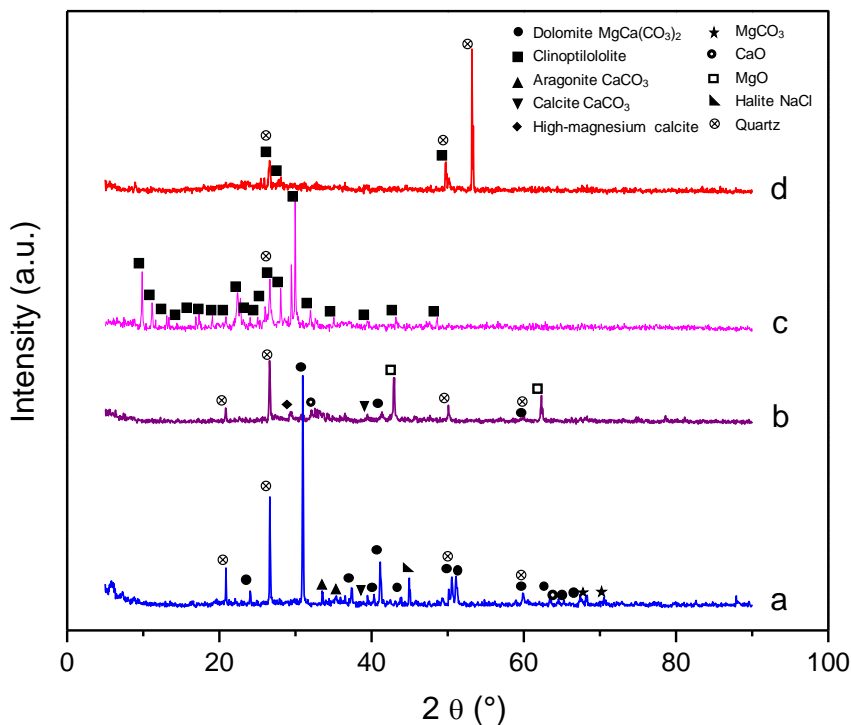 Dolomite MgCa(CO₃)₂
Clinoptilololite
Aragonite CaCO₃
Calcite CaCO₃
High-magnesium calcite
MgCO₃
CaO
MgO
Halite NaCl
Quartz
d
c
b
a
Intensity (a.u.)
0 20 40 60 80 100
2 θ (°)